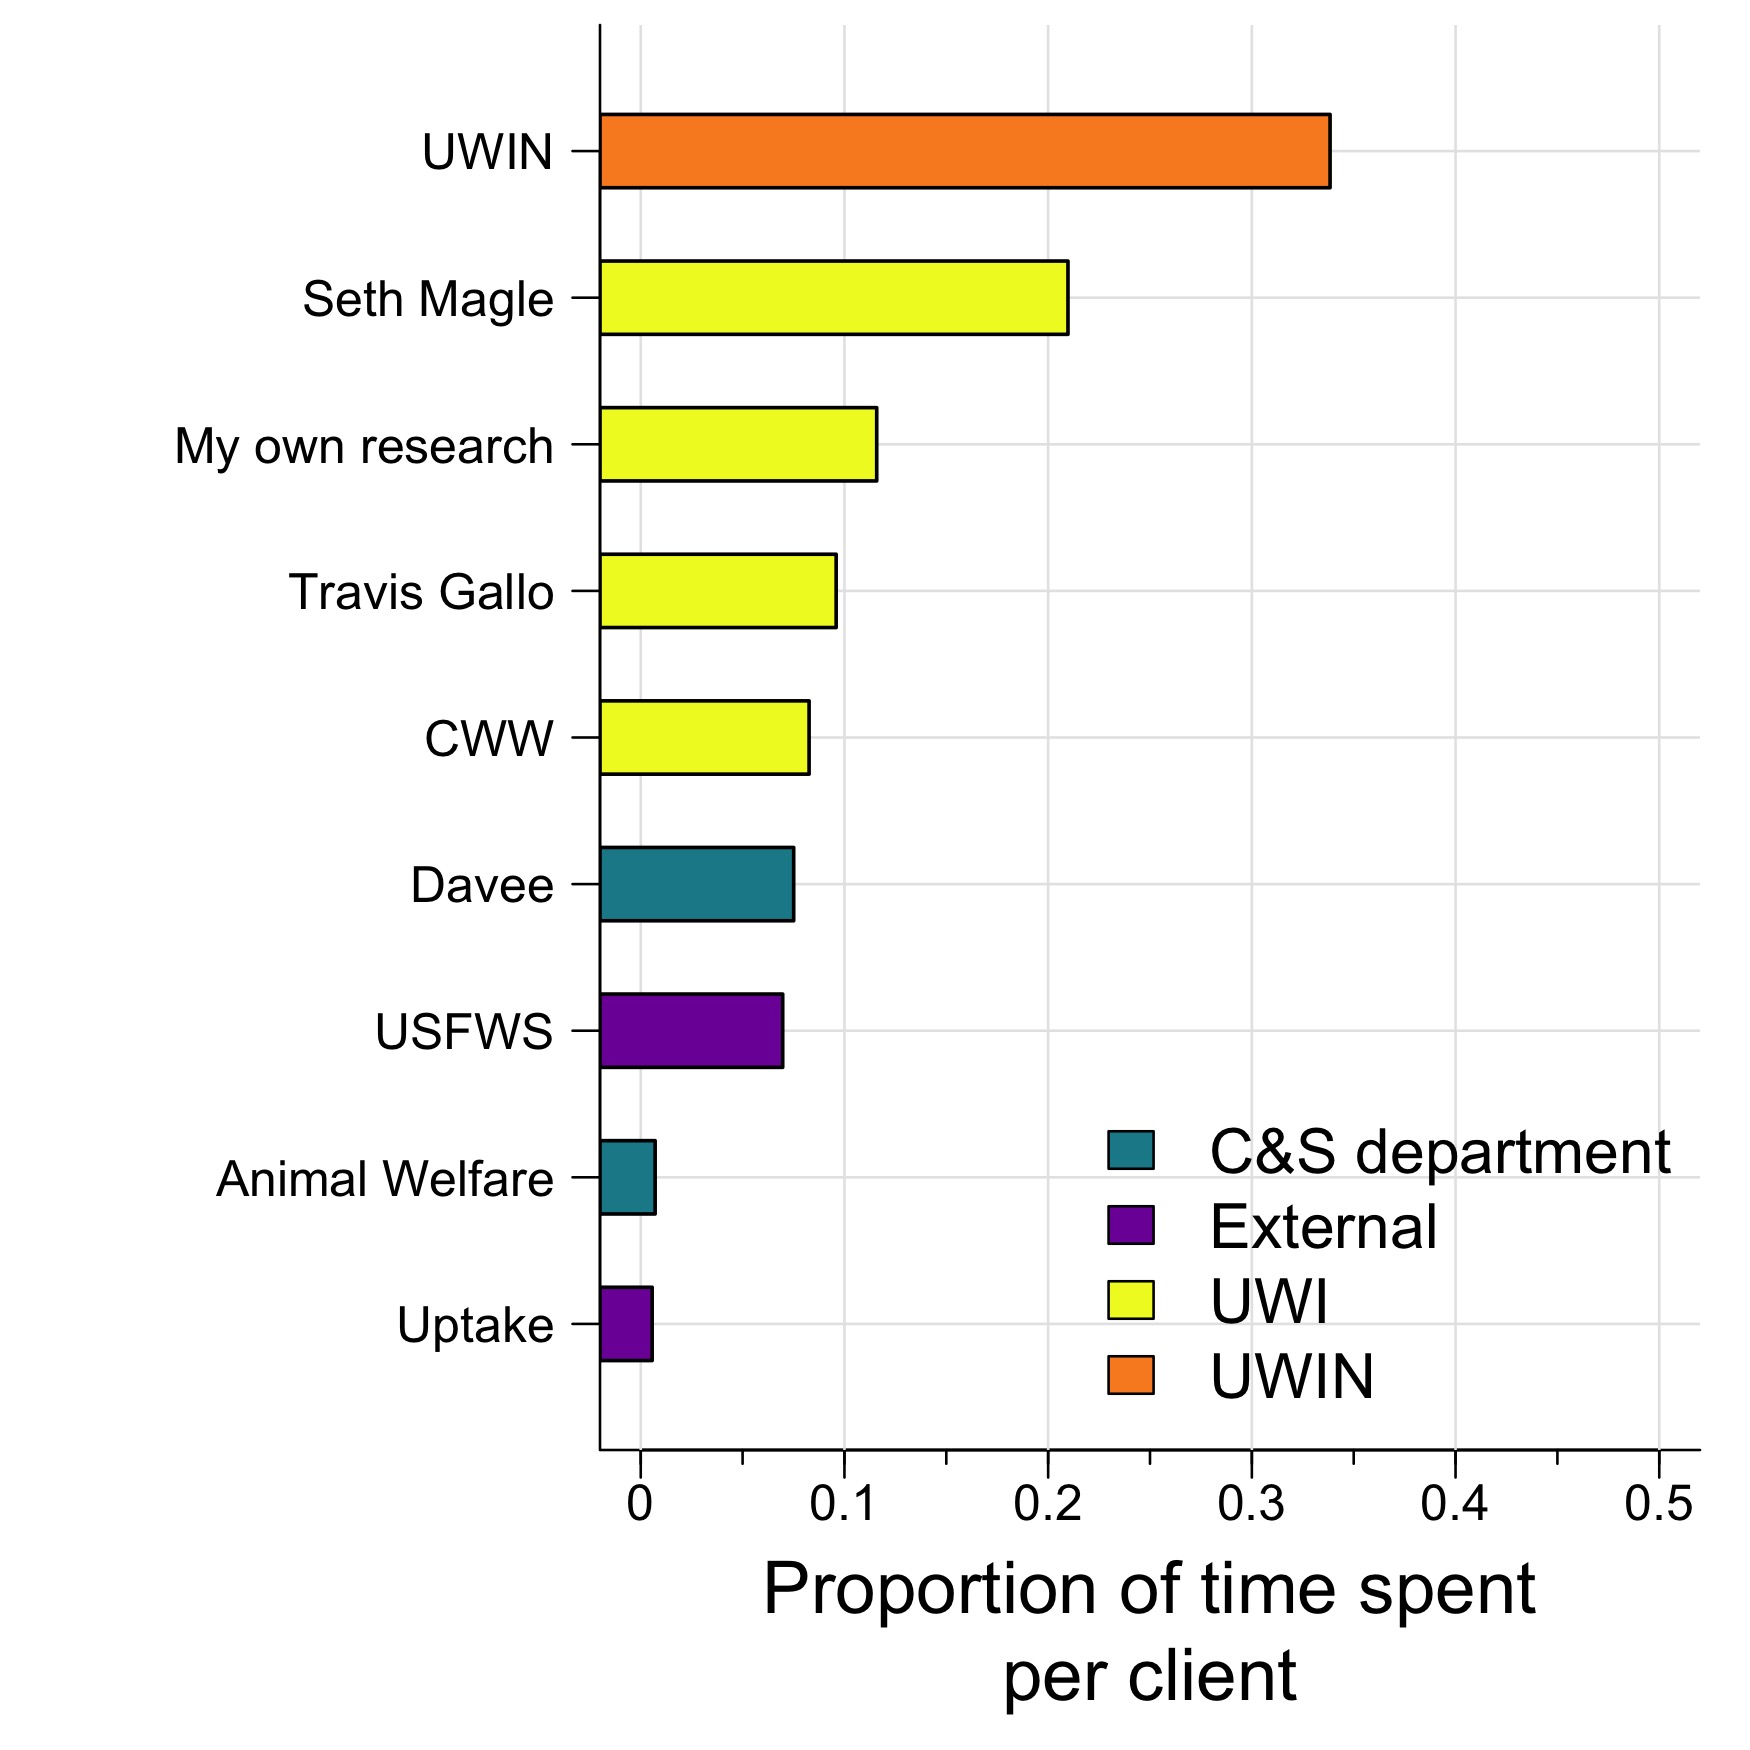 UWIN
Seth Magle
My own research
Travis Gallo
CWW
Davee
USFWS
Animal Welfare
Uptake
C&S department
External
UWI
UWIN
0 0.1 0.2 0.3 0.4 0.5
Proportion of time spent
per client